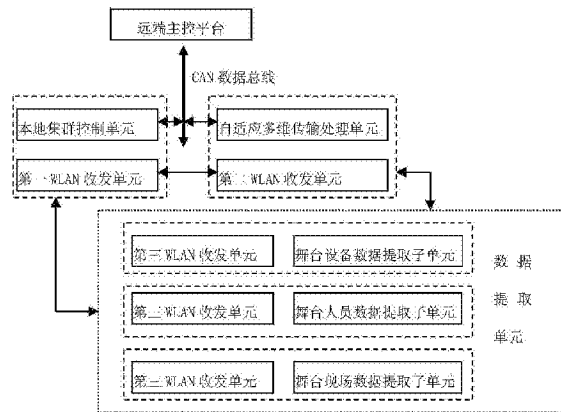 远端主控平台
CAN 数据总线
本地集群控制单元
自适应多维传输处理单元
第一WLAN 收发单元
第二WLAN 收发单元
第三WLAN 收发单元
舞台设备数据提取子单元
第三WLAN 收发单元
舞台人员数据提取子单元
第三WLAN 收发单元
舞台现场数据提取子单元
数 据
提 取
单元